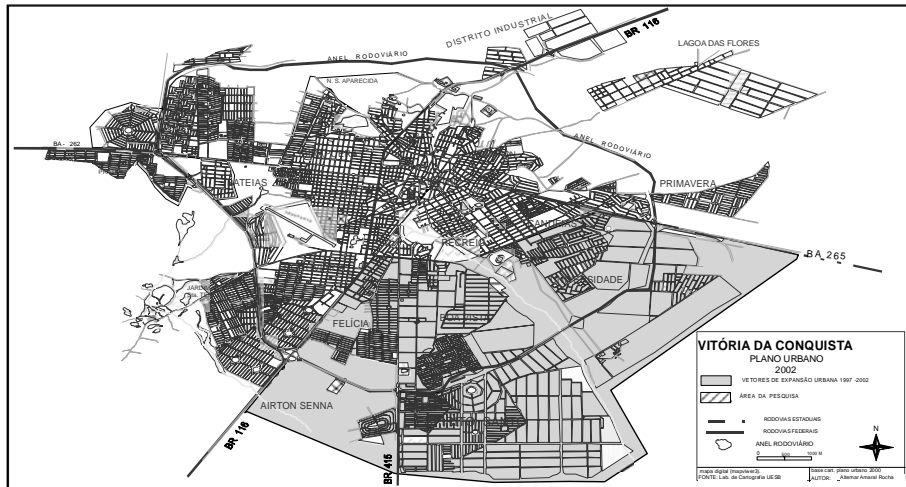 DISTRITO INDUSTRIAL
BR 116
LAGOA DAS FLORES
ANEL RODOVIÁRIO
N. S. APARECIDA
ANEL RODOVIÁRIO
BA - 262
PRIMAVERA
RECREIO
BA 265
FELÍCIA
AIRTON SENNA
BR 116
BR 415
VITÓRIA DA CONQUISTA
PLANO URBANO
2002
VETORES DE EXPANSÃO URBANA 1997 -2002
ÁREA DA PESQUISA
RODOVIAS ESTADUAIS
RODOVIAS FEDERAIS
ANEL RODOVIÁRIO
N
0 500 1000 M
mapa digital (mapviwer3).
FONTE: Lab. de Cartografia UESB
base cart. plano urbano 2000
AUTOR: Altemar Amaral Rocha